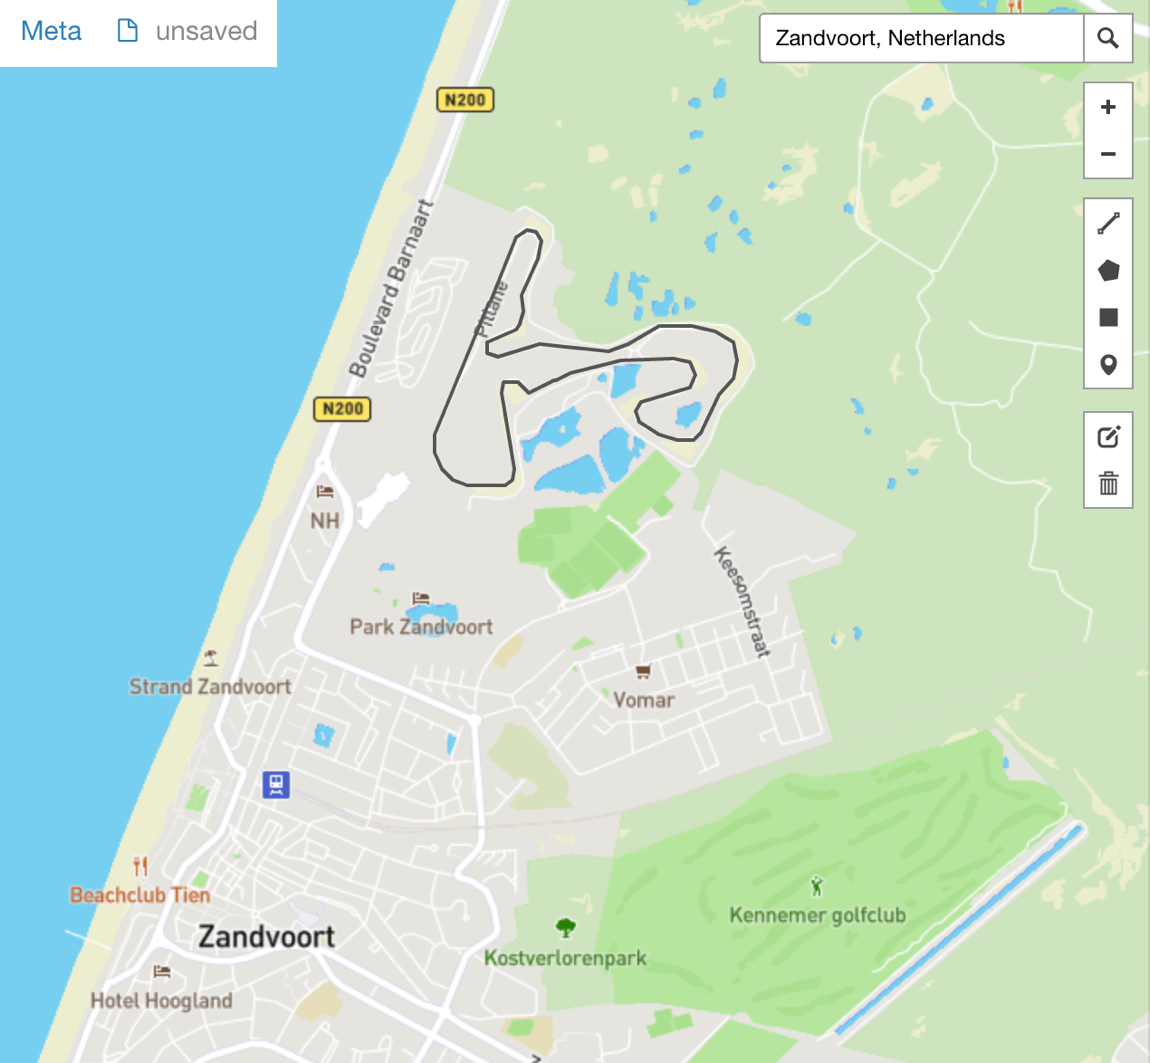 Meta unsaved
Zandvoort, Netherlands
N200
+
−
Boulevard Barnaart
Pitlane
N200
NH
Keesomstraat
Park Zandvoort
Strand Zandvoort
Vomar
Beachclub Tien
Kennemer golfclub
Zandvoort
Kostverlorenpark
Hotel Hoogland